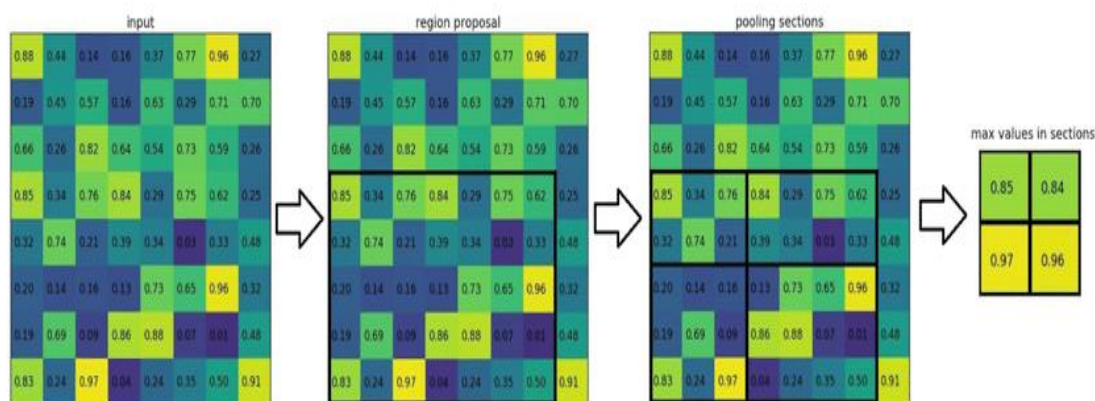 input
0.88 0.44 0.14 0.16 0.37 0.77 0.96 0.27
0.19 0.45 0.57 0.16 0.63 0.29 0.71 0.70
0.66 0.26 0.82 0.64 0.54 0.73 0.59 0.26
0.85 0.34 0.76 0.84 0.29 0.75 0.62 0.25
0.32 0.74 0.21 0.39 0.34 0.03 0.33 0.48
0.20 0.14 0.16 0.13 0.73 0.65 0.96 0.32
0.19 0.69 0.09 0.86 0.88 0.07 0.01 0.48
0.83 0.24 0.97 0.04 0.24 0.35 0.50 0.91
region proposal
0.88 0.44 0.14 0.16 0.37 0.77 0.96 0.27
0.19 0.45 0.57 0.16 0.63 0.29 0.71 0.70
0.66 0.26 0.82 0.64 0.54 0.73 0.59 0.26
0.85 0.34 0.76 0.84 0.29 0.75 0.62 0.25
0.32 0.74 0.21 0.39 0.34 0.03 0.33 0.48
0.20 0.14 0.16 0.13 0.73 0.65 0.96 0.32
0.19 0.69 0.09 0.86 0.88 0.07 0.01 0.48
0.83 0.24 0.97 0.04 0.24 0.35 0.50 0.91
pooling sections
0.88 0.44 0.14 0.16 0.37 0.77 0.96 0.27
0.19 0.45 0.57 0.16 0.63 0.29 0.71 0.70
0.66 0.26 0.82 0.64 0.54 0.73 0.59 0.26
0.85 0.34 0.76 0.84 0.29 0.75 0.62 0.25
0.32 0.74 0.21 0.39 0.34 0.03 0.33 0.48
0.20 0.14 0.16 0.13 0.73 0.65 0.96 0.32
0.19 0.69 0.09 0.86 0.88 0.07 0.01 0.48
0.83 0.24 0.97 0.04 0.24 0.35 0.50 0.91
max values in sections
0.85 0.84
0.97 0.96